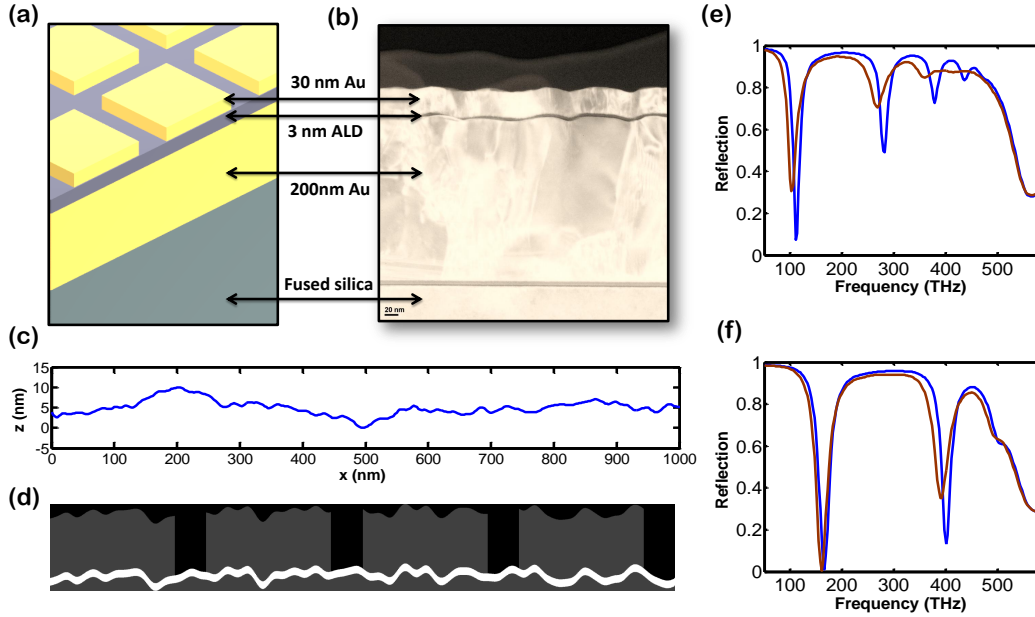 (a)
(b)
30 nm Au
3 nm ALD
200nm Au
Fused silica
20 nm
(c)
15
10
5
0
-5
z (nm)
0 100 200 300 400 500 600 700 800 900 1000
x (nm)
(d)
(e)
1
0.8
0.6
0.4
0.2
0
Reflection
100 200 300 400 500
Frequency (THz)
(f)
1
0.8
0.6
0.4
0.2
0
Reflection
100 200 300 400 500
Frequency (THz)